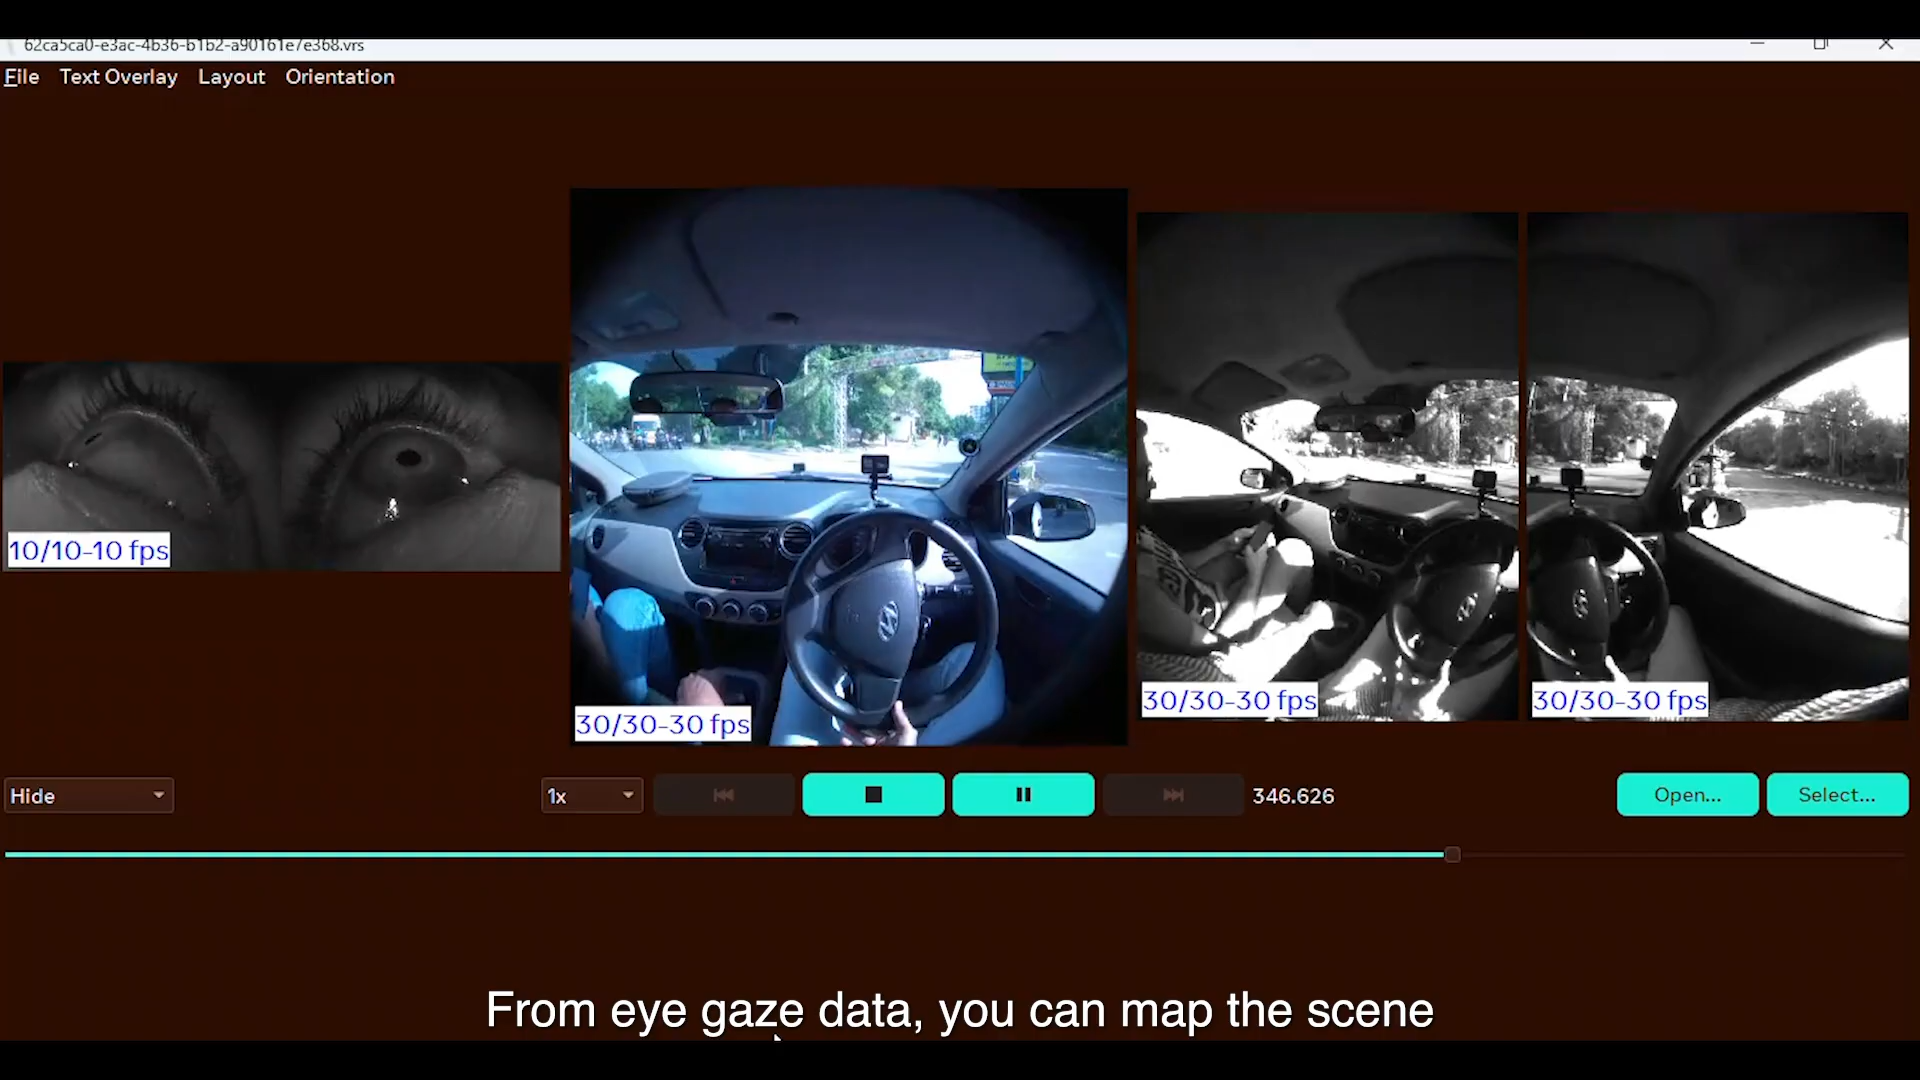 62ca5ca0-e3ac-4b36-b1b2-a90161e7e368.vrs
File Text Overlay Layout Orientation
10/10-10 fps
30/30-30 fps
30/30-30 fps
30/30-30 fps
Hide
1x
346.626
Open...
Select...
From eye gaze data, you can map the scene